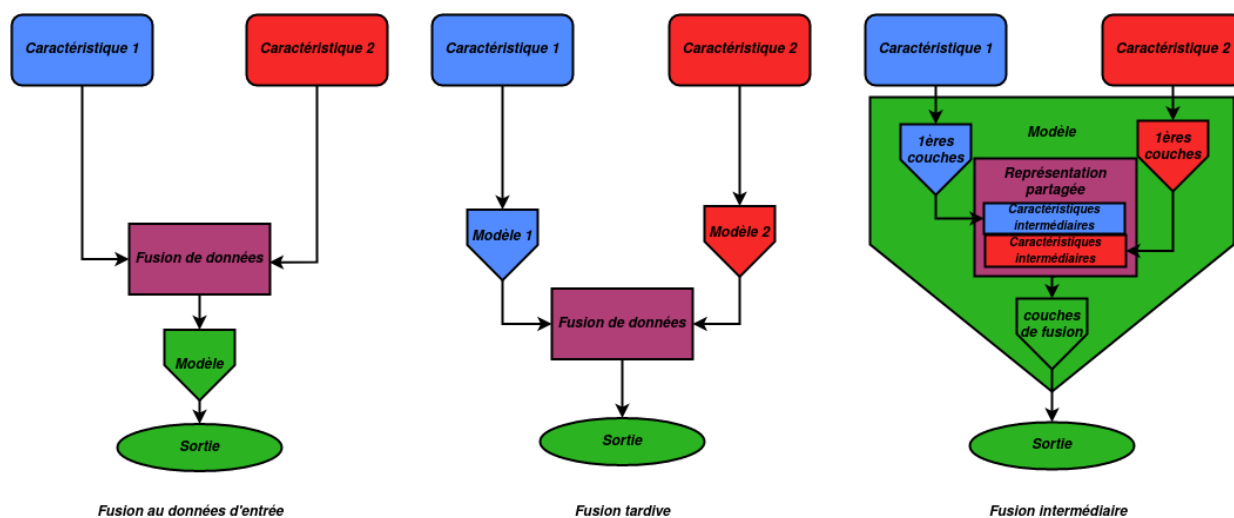 Caractéristique 1
Caractéristique 2
Fusion de données
Modèle
Sortie
Fusion au données d'entrée
Caractéristique 1
Caractéristique 2
Modèle 1
Modèle 2
Fusion de données
Sortie
Fusion tardive
Caractéristique 1
Caractéristique 2
Modèle
1ères
couches
1ères
couches
Représentation
partagée
Caractéristiques
intermédiaires
Caractéristiques
intermédiaires
couches
de fusion
Sortie
Fusion intermédiaire